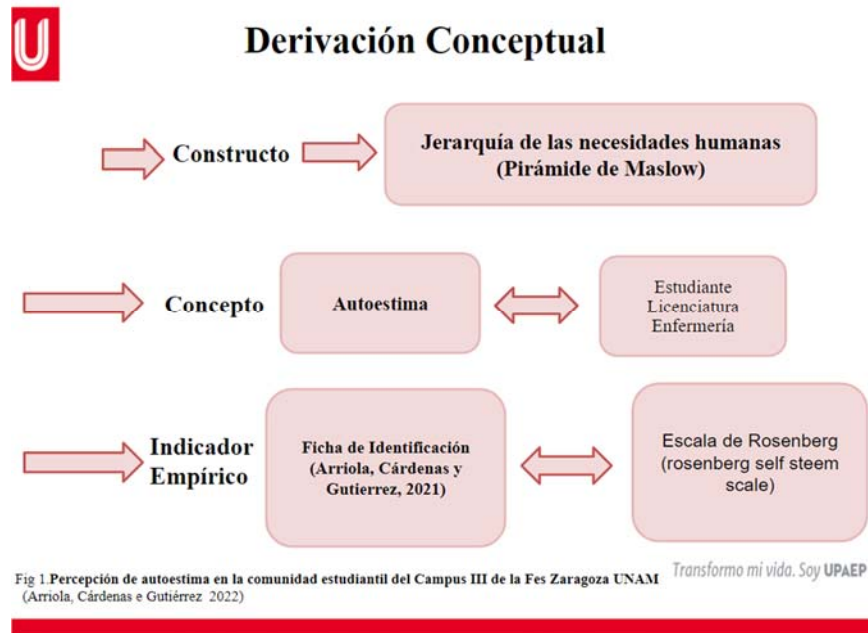 U
Derivación Conceptual
Constructo
Jerarquía de las necesidades humanas
(Pirámide de Maslow)
Concepto
Autoestima
Estudiante
Licenciatura
Enfermería
Indicador
Empírico
Ficha de Identificación
(Arriola, Cárdenas y
Gutierrez, 2021)
Escala de Rosenberg
(rosenberg self steem
scale)
Fig 1.Percepción de autoestima en la comunidad estudiantil del Campus III de la Fes Zaragoza UNAM
(Arriola, Cárdenas e Gutiérrez 2022)
Transformo mi vida. Soy UPAEP